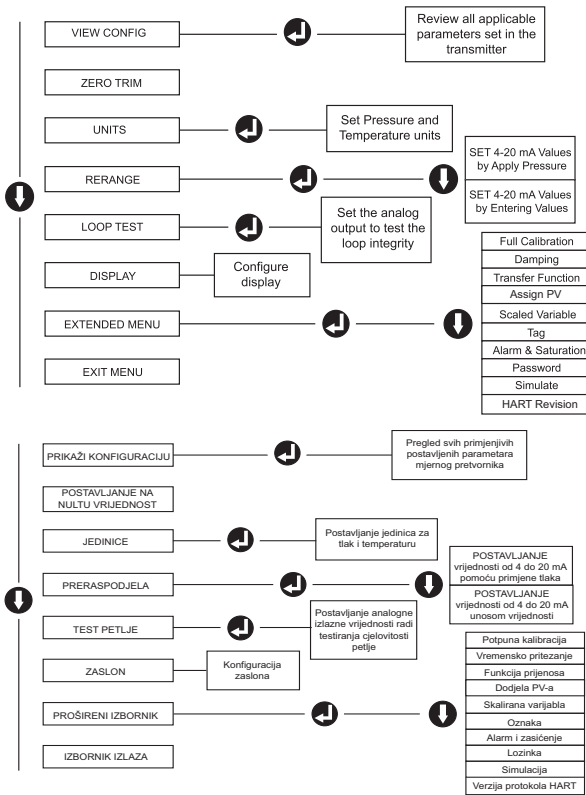 VIEW CONFIG
Review all applicable
parameters set in the
transmitter
ZERO TRIM
UNITS
Set Pressure and
Temperature units
RERANGE
SET 4-20 mA Values
by Apply Pressure
SET 4-20 mA Values
by Entering Values
LOOP TEST
Set the analog
output to test the
loop integrity
DISPLAY
Configure
display
EXTENDED MENU
Full Calibration
Damping
Transfer Function
Assign PV
Scaled Variable
Tag
Alarm & Saturation
Password
Simulate
HART Revision
EXIT MENU
PRIKAŽI KONFIGURACIJU
Pregled svih primjenjivih
postavljenih parametara
mjernog pretvornika
POSTAVLJANJE NA
NULTU VRIJEDNOST
JEDINICE
Postavljanje jedinica za
tlak i temperaturu
PRERASPODJELA
POSTAVLJANJE
vrijednosti od 4 do 20 mA
pomoću primjene tlaka
POSTAVLJANJE
vrijednosti od 4 do 20 mA
unosom vrijednosti
TEST PETLJE
Postavljanje analogne
izlazne vrijednosti radi
testiranja cjelovitosti
petlje
ZASLON
Konfiguracija
zaslona
PROŠIRENI IZBORNIK
Potpuna kalibracija
Vremensko pritezanje
Funkcija prijenosa
Dodjela PV-a
Skalirana varijabla
Oznaka
Alarm i zasićenje
Lozinka
Simulacija
Verzija protokola HART
IZBORNIK IZLAZA